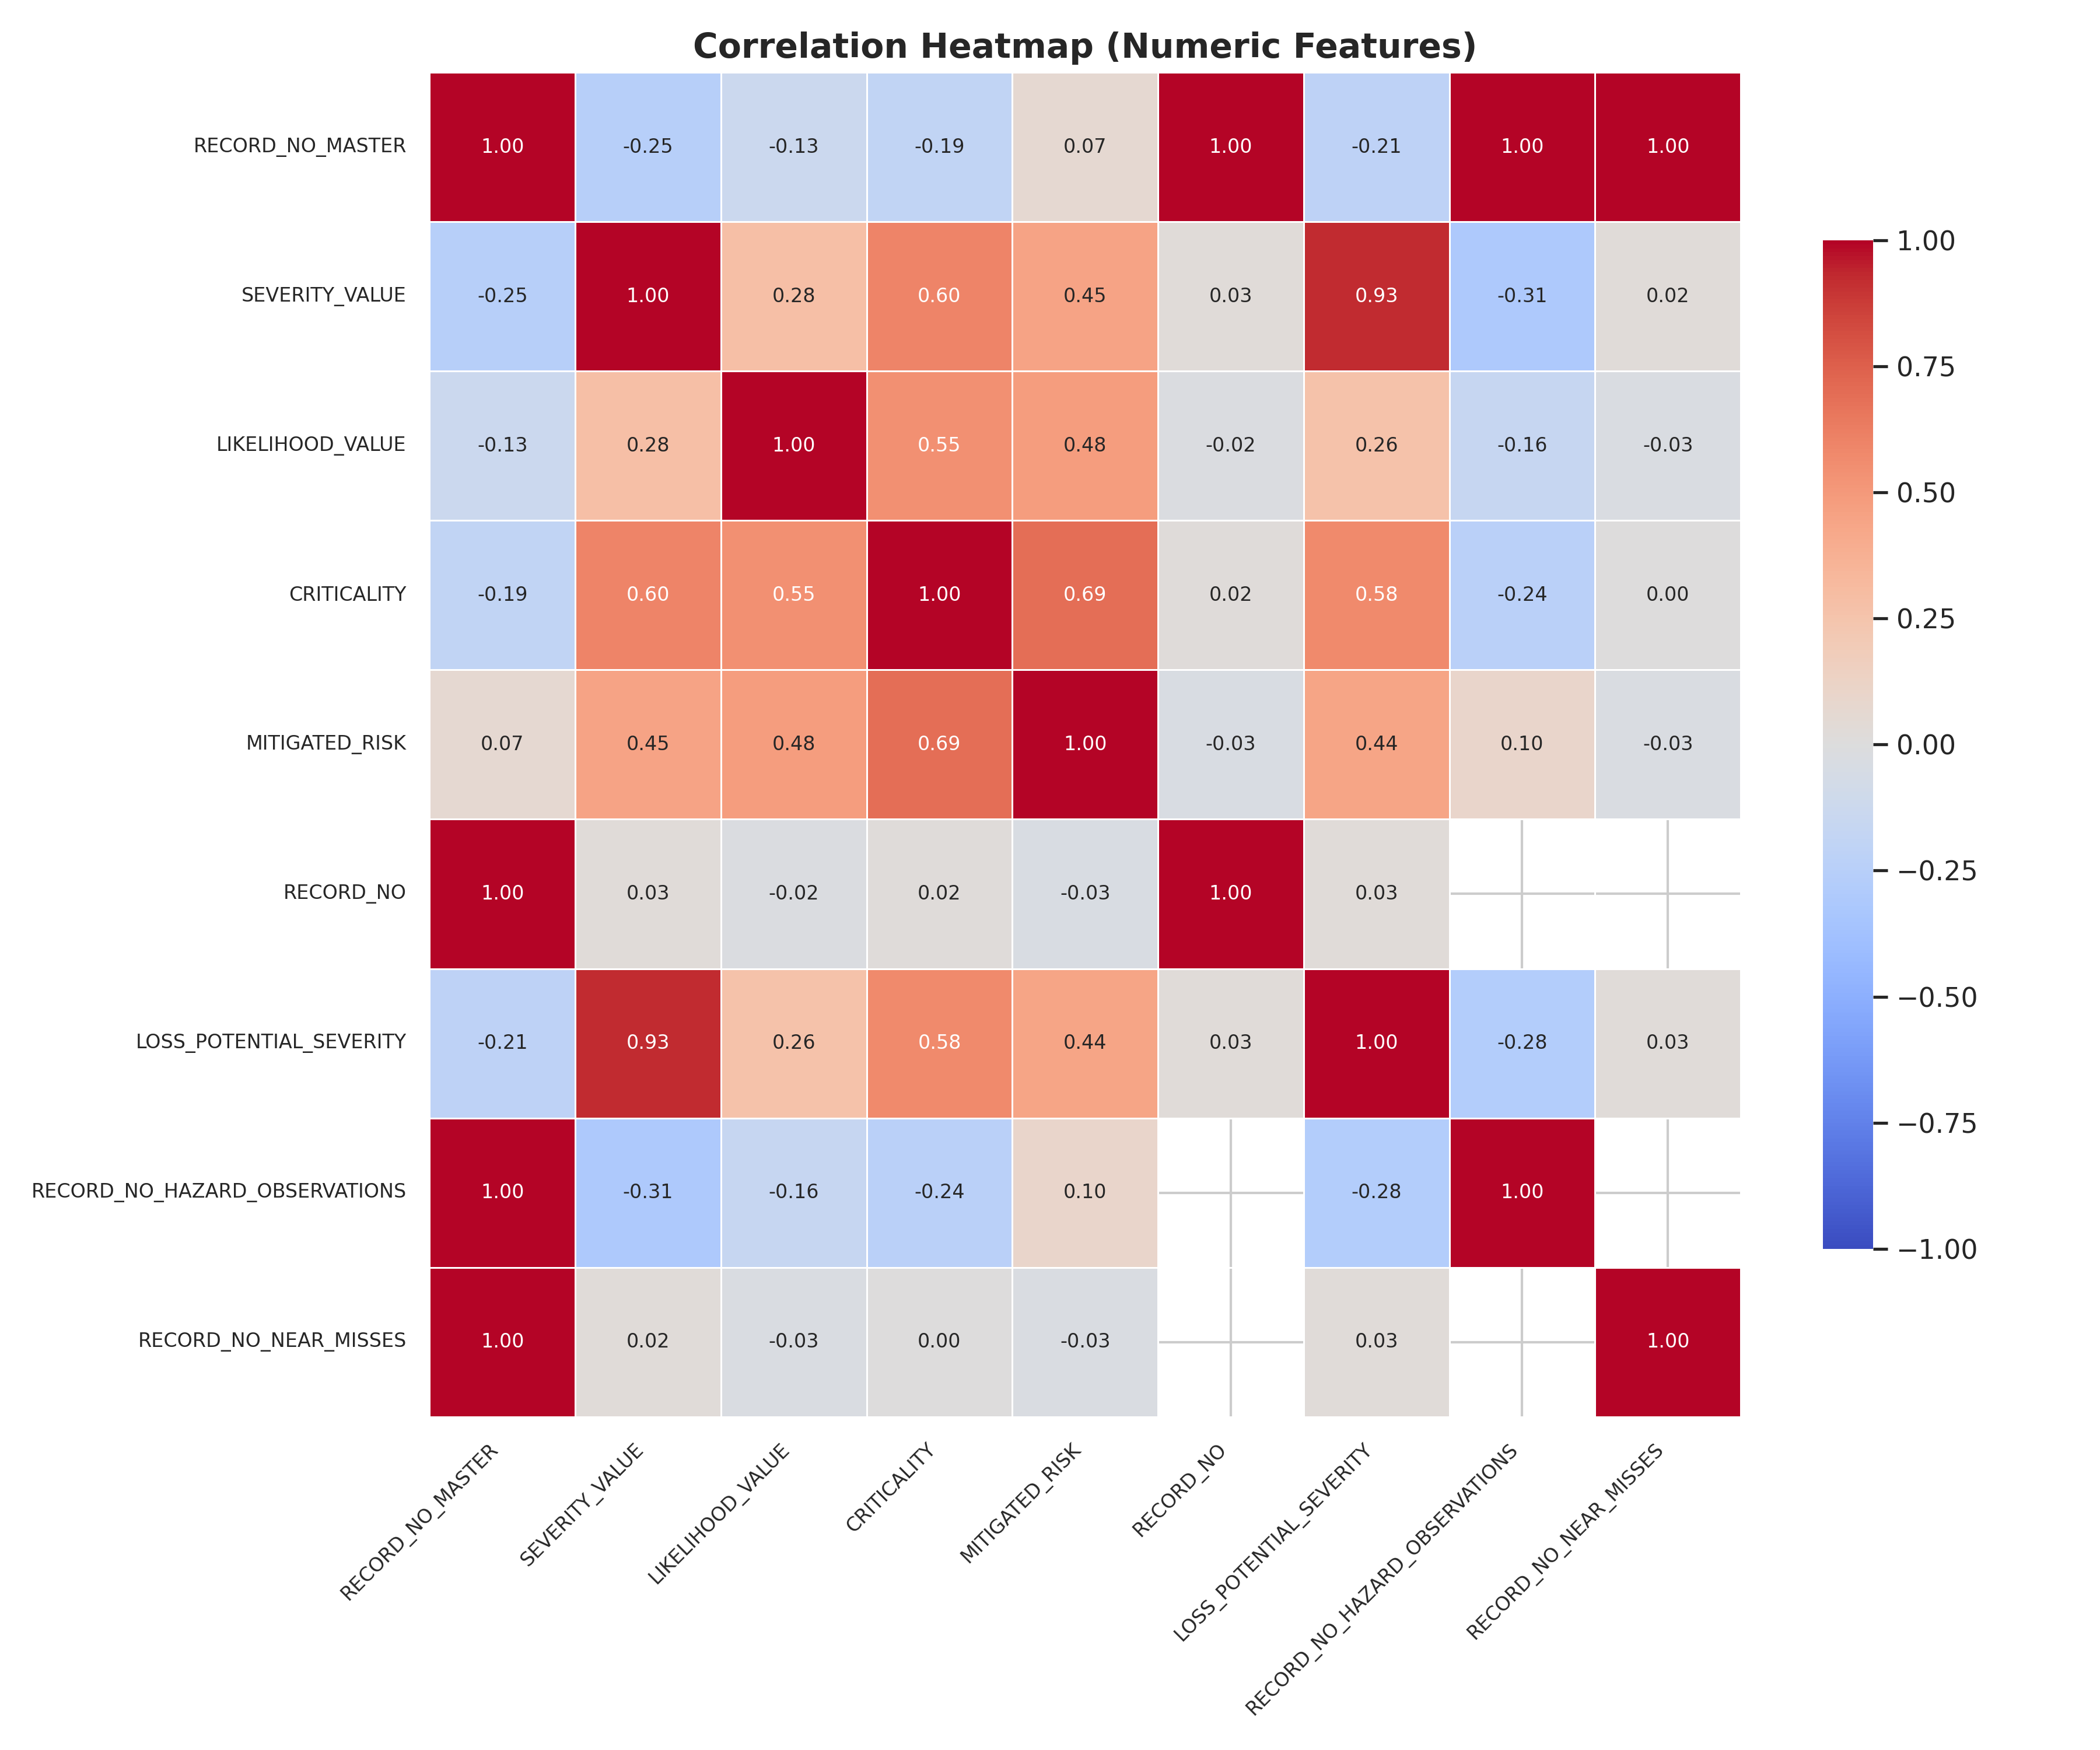 Correlation Heatmap (Numeric Features)
RECORD_NO_MASTER 1.00 -0.25 -0.13 -0.19 0.07 1.00 -0.21 1.00 1.00
SEVERITY_VALUE -0.25 1.00 0.28 0.60 0.45 0.03 0.93 -0.31 0.02
LIKELIHOOD_VALUE -0.13 0.28 1.00 0.55 0.48 -0.02 0.26 -0.16 -0.03
CRITICALITY -0.19 0.60 0.55 1.00 0.69 0.02 0.58 -0.24 0.00
MITIGATED_RISK 0.07 0.45 0.48 0.69 1.00 -0.03 0.44 0.10 -0.03
RECORD_NO 1.00 0.03 -0.02 0.02 -0.03 1.00 0.03
LOSS_POTENTIAL_SEVERITY -0.21 0.93 0.26 0.58 0.44 0.03 1.00 -0.28 0.03
RECORD_NO_HAZARD_OBSERVATIONS 1.00 -0.31 -0.16 -0.24 0.10 -0.28 1.00
RECORD_NO_NEAR_MISSES 1.00 0.02 -0.03 0.00 -0.03 0.03 1.00
RECORD_NO_MASTER
SEVERITY_VALUE
LIKELIHOOD_VALUE
CRITICALITY
MITIGATED_RISK
RECORD_NO
LOSS_POTENTIAL_SEVERITY
RECORD_NO_HAZARD_OBSERVATIONS
RECORD_NO_NEAR_MISSES
1.00
0.75
0.50
0.25
0.00
−0.25
−0.50
−0.75
−1.00